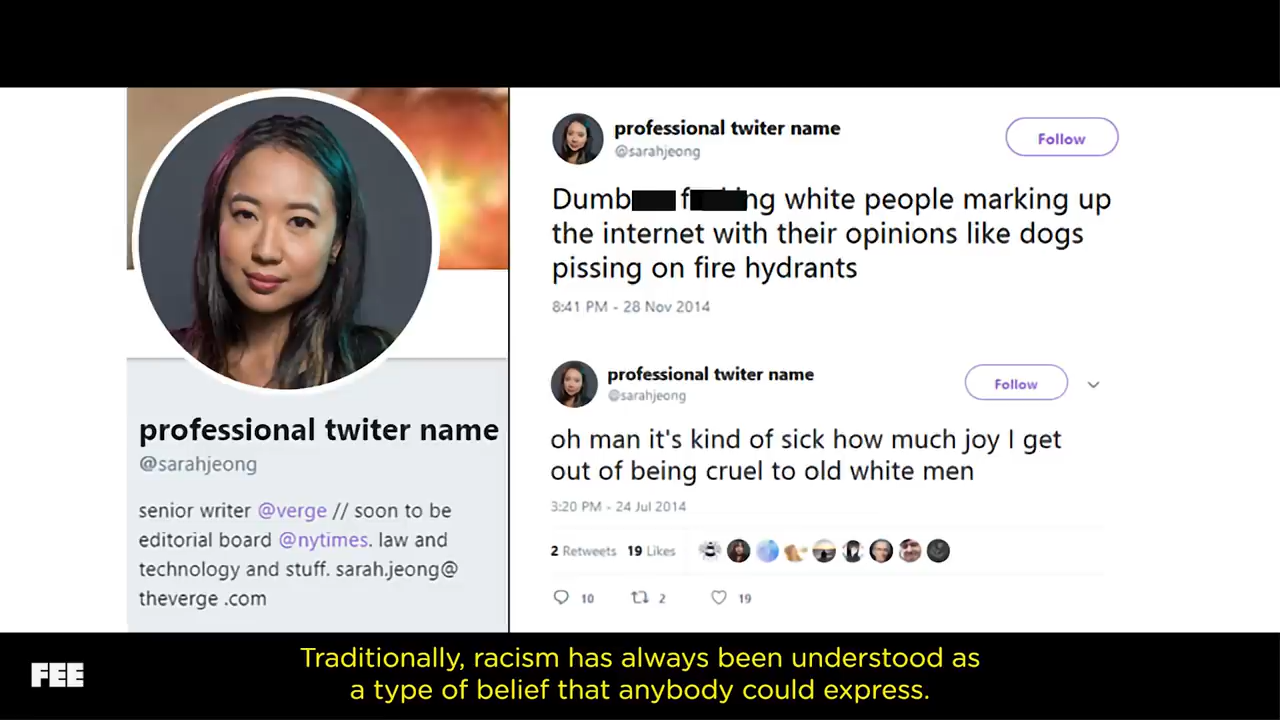 professional twiter name
@sarahjeong
senior writer @verge // soon to be
editorial board @nytimes. law and
technology and stuff. sarah.jeong@
theverge .com
professional twiter name
@sarahjeong
Follow
Dumb f ng white people marking up
the internet with their opinions like dogs
pissing on fire hydrants
8:41 PM - 28 Nov 2014
professional twiter name
@sarahjeong
Follow
oh man it's kind of sick how much joy I get
out of being cruel to old white men
3:20 PM - 24 Jul 2014
2 Retweets 19 Likes
10 2 19
FEE
Traditionally, racism has always been understood as
a type of belief that anybody could express.